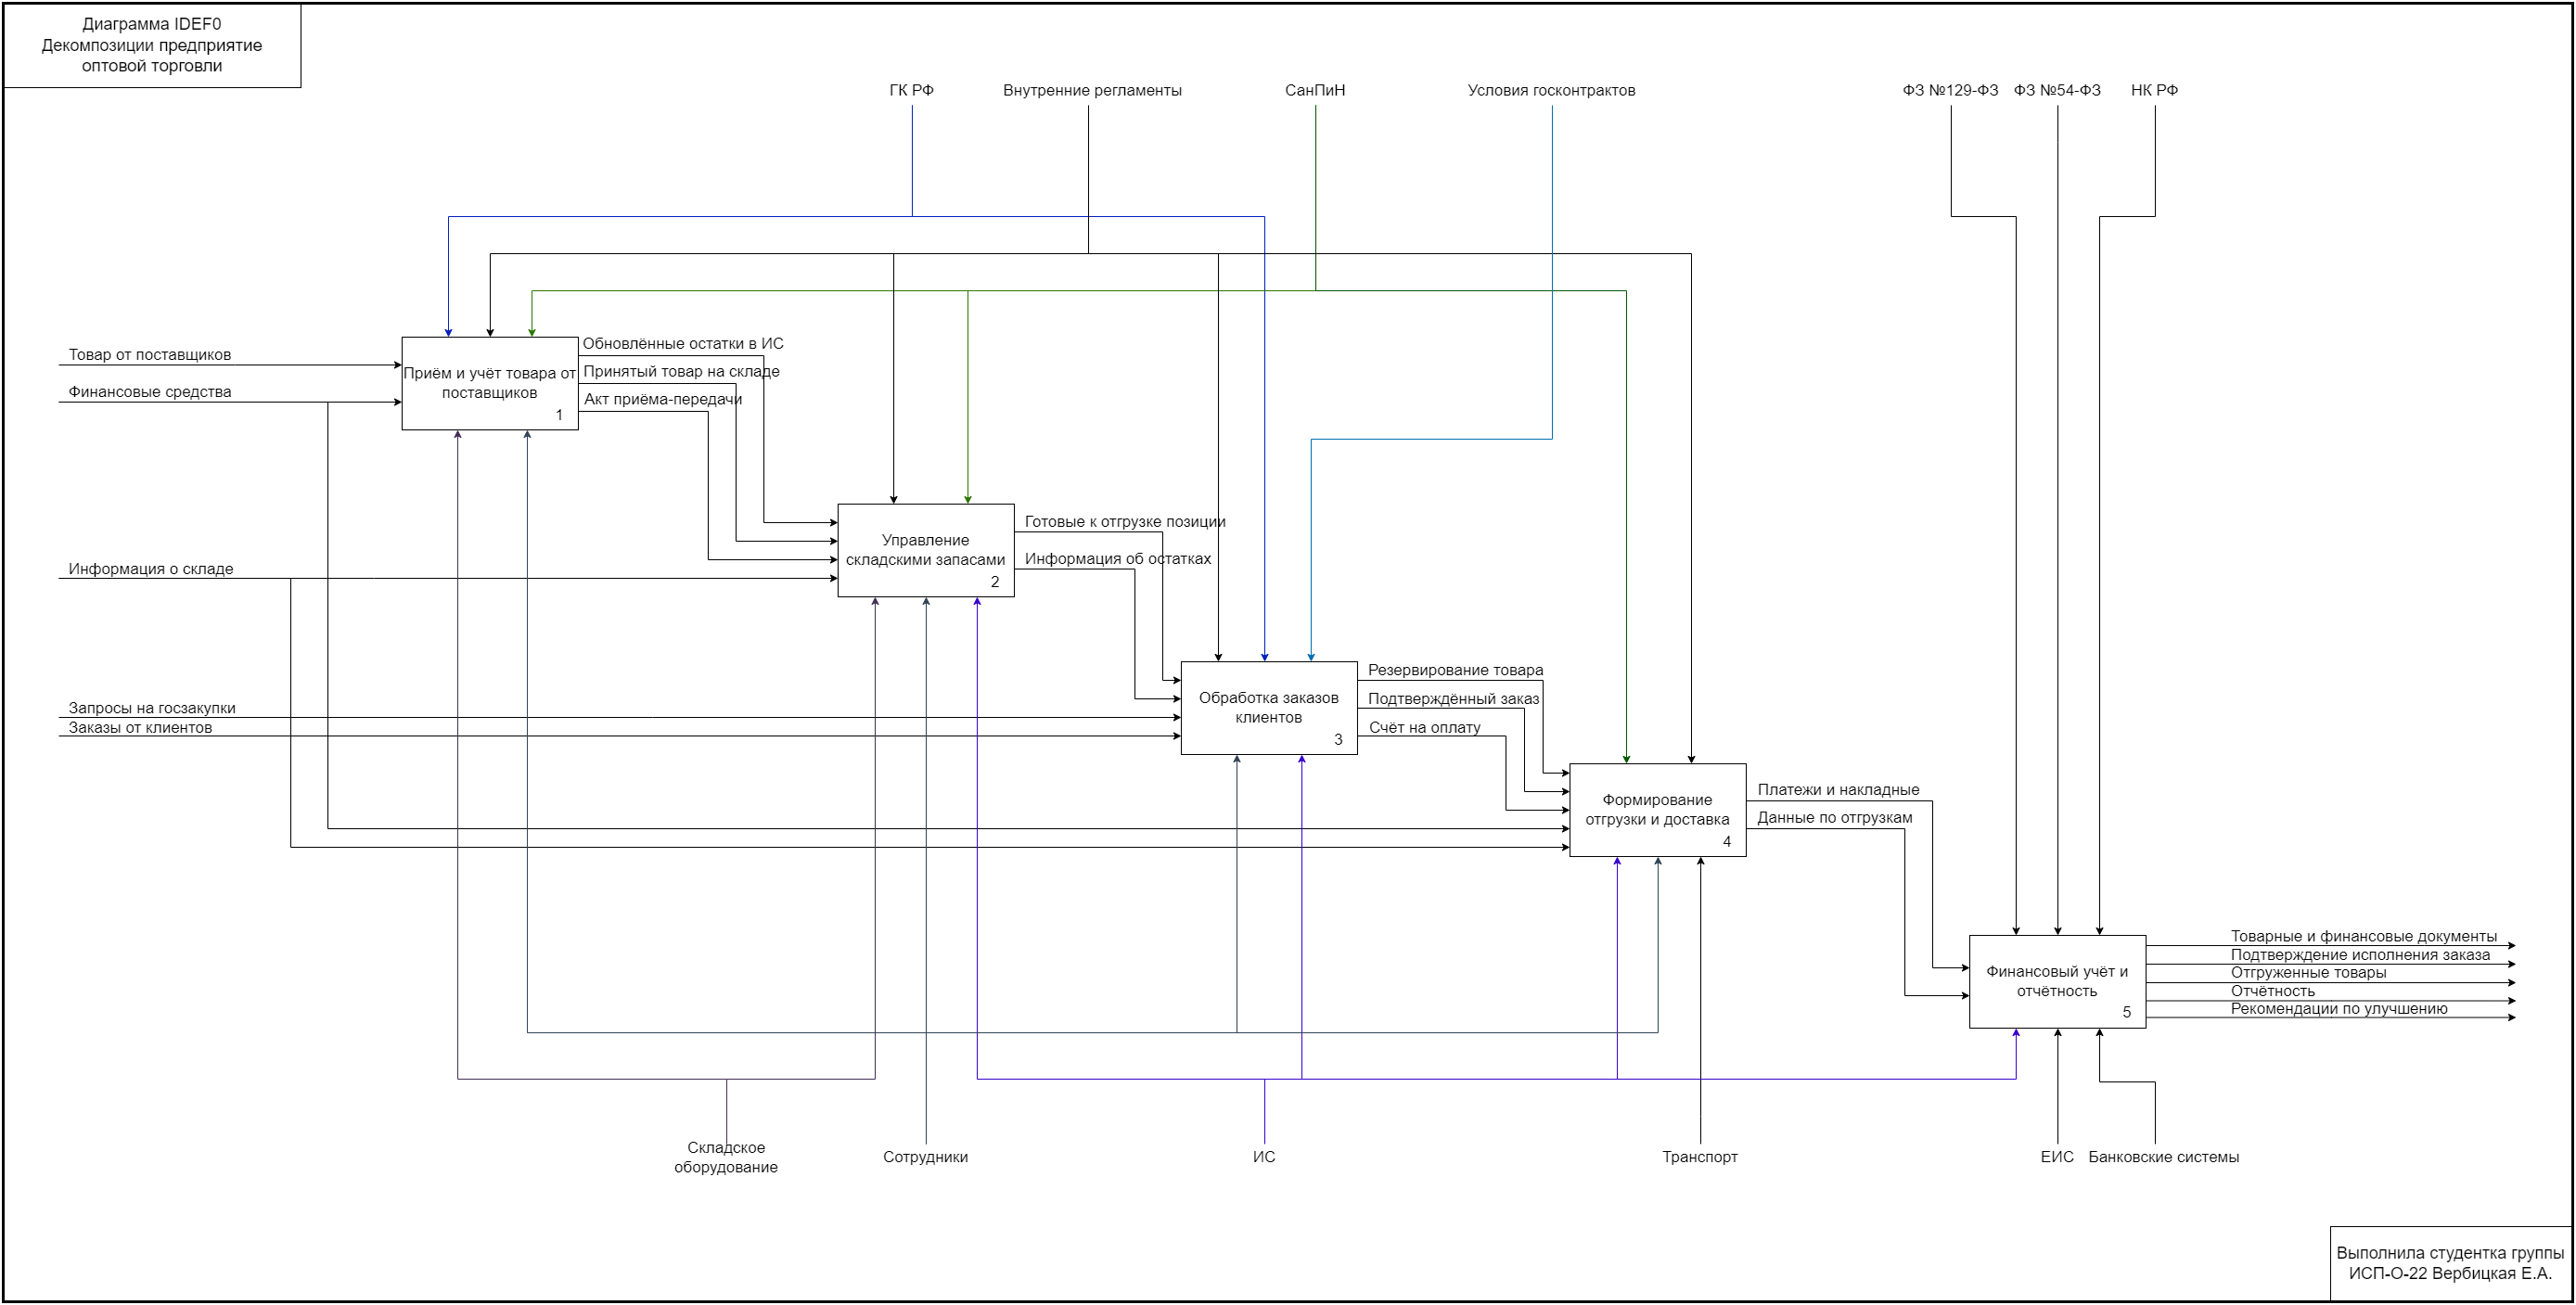 Диаграмма IDEF0
Декомпозиции предприятие
оптовой торговли
ГК РФ
Внутренние регламенты
СанПиН
Условия госконтрактов
ФЗ №129-ФЗ
ФЗ №54-ФЗ
НК РФ
Товар от поставщиков
Финансовые средства
Приём и учёт товара от
поставщиков
1
Обновлённые остатки в ИС
Принятый товар на складе
Акт приёма-передачи
Информация о складе
Управление
складскими запасами
2
Готовые к отгрузке позиции
Информация об остатках
Запросы на госзакупки
Заказы от клиентов
Обработка заказов
клиентов
3
Резервирование товара
Подтверждённый заказ
Счёт на оплату
Формирование
отгрузки и доставка
4
Платежи и накладные
Данные по отгрузкам
Финансовый учёт и
отчётность
5
Товарные и финансовые документы
Подтверждение исполнения заказа
Отгруженные товары
Отчётность
Рекомендации по улучшению
Складское
оборудование
Сотрудники
ИС
Транспорт
ЕИС
Банковские системы
Выполнила студентка группы
ИСП-О-22 Вербицкая Е.А.